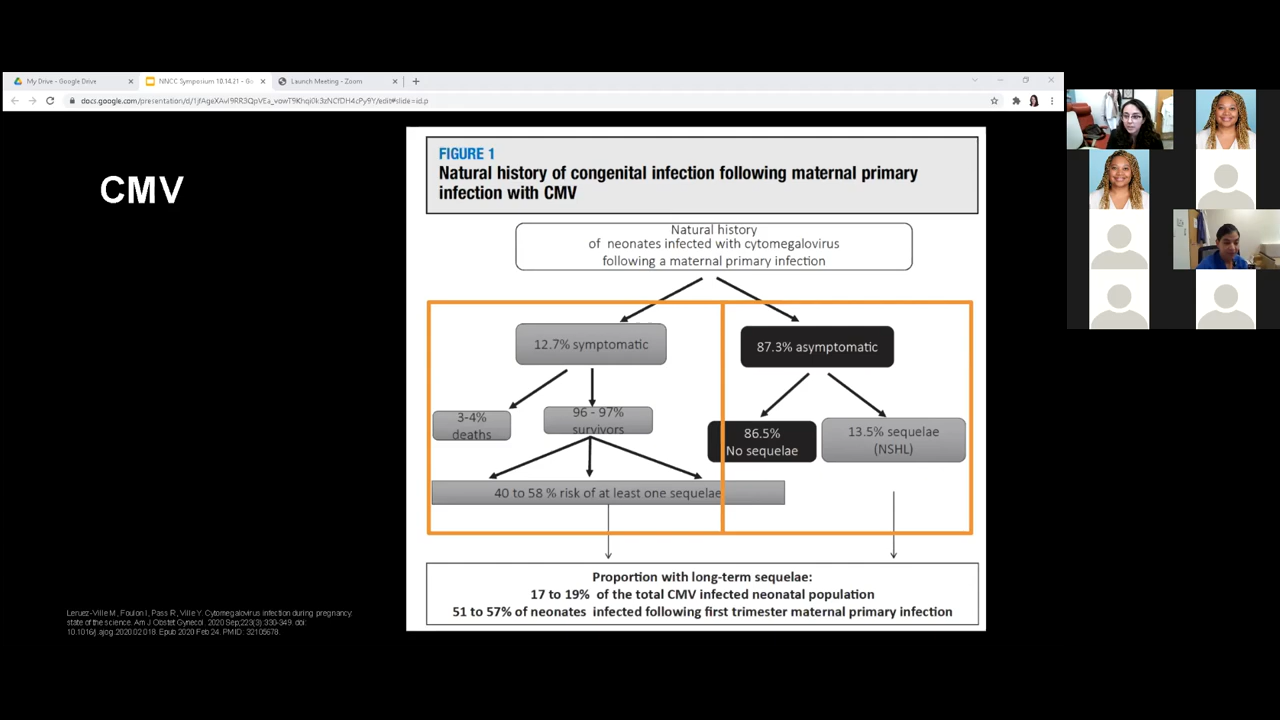 My Drive - Google Drive
NNCC Symposium 10.14.21 - Go
Launch Meeting - Zoom
CMV
FIGURE 1
Natural history of congenital infection following maternal primary
infection with CMV
Natural history
of neonates infected with cytomegalovirus
following a maternal primary infection
12.7% symptomatic
87.3% asymptomatic
3-4%
deaths
96 - 97%
survivors
86.5%
No sequelae
13.5% sequelae
(NSHL)
40 to 58 % risk of at least one sequelae
Proportion with long-term sequelae:
17 to 19% of the total CMV infected neonatal population
51 to 57% of neonates infected following first trimester maternal primary infection
Leruez-Ville M, Foulon I, Pass R, Ville Y. Cytomegalovirus infection during pregnancy:
state of the science. Am J Obstet Gynecol. 2020 Sep;223(3):330-349. doi:
10.1016/j.ajog.2020.02.018. Epub 2020 Feb 24. PMID: 32105678.